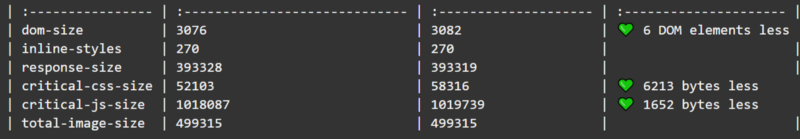 | :---------------- | :----------------------------- | :---------------------- | :--------------------- |
| dom-size | 3076 | 3082 | 💚 6 DOM elements less
| inline-styles | 270 | 270 |
| response-size | 393328 | 393319 | |
| critical-css-size | 52103 | 58316 | 💚 6213 bytes less |
| critical-js-size | 1018087 | 1019739 | 💚 1652 bytes less |
| total-image-size | 499315 | 499315 | |